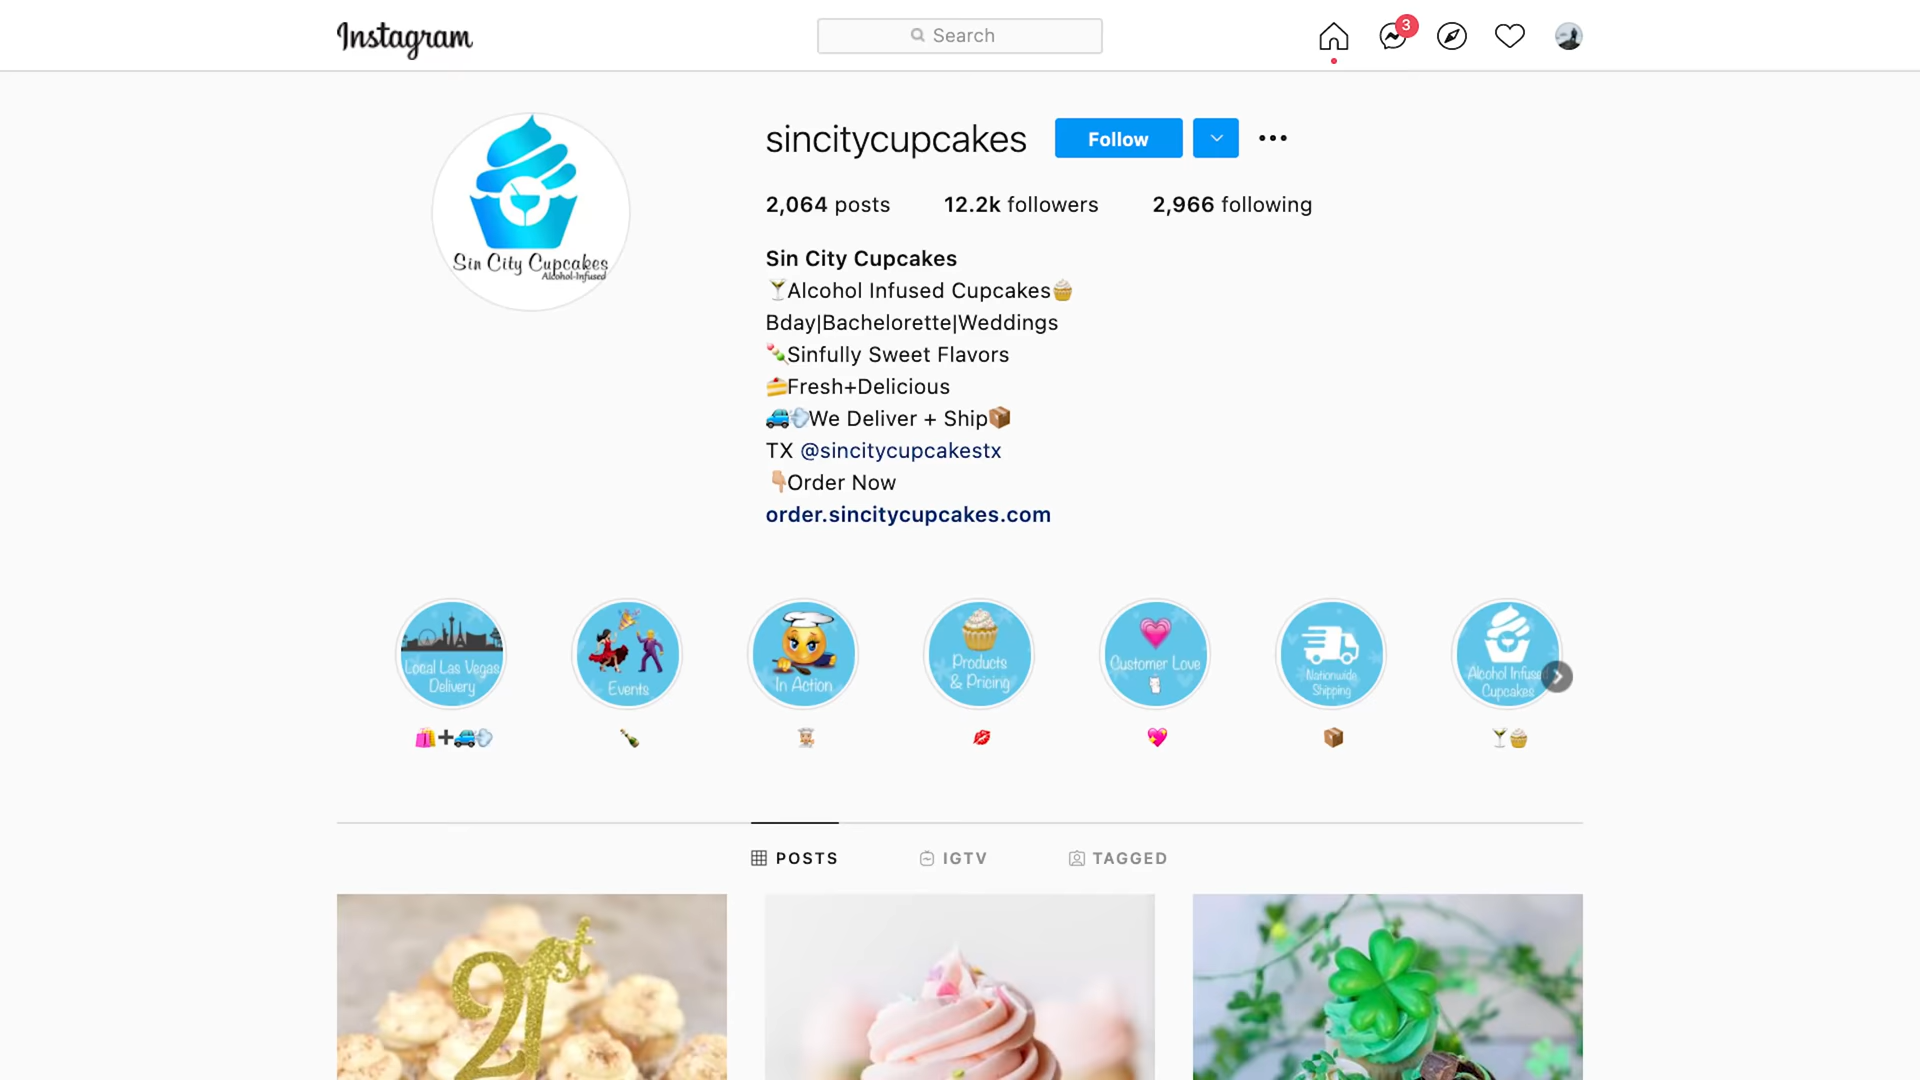 Instagram
Search
3
sincitycupcakes
Follow
2,064 posts
12.2k followers
2,966 following
Sin City Cupcakes
Alcohol-Infused
Sin City Cupcakes
🍸Alcohol Infused Cupcakes🧁
Bday|Bachelorette|Weddings
🍡Sinfully Sweet Flavors
🍰Fresh+Delicious
🚙💨We Deliver + Ship📦
TX @sincitycupcakestx
👇🏼Order Now
order.sincitycupcakes.com
Local Las Vegas
Delivery
Events
In Action
Products
& Pricing
Customer Love
Nationwide
Shipping
Alcohol Infused
Cupcakes
POSTS
IGTV
TAGGED
21st